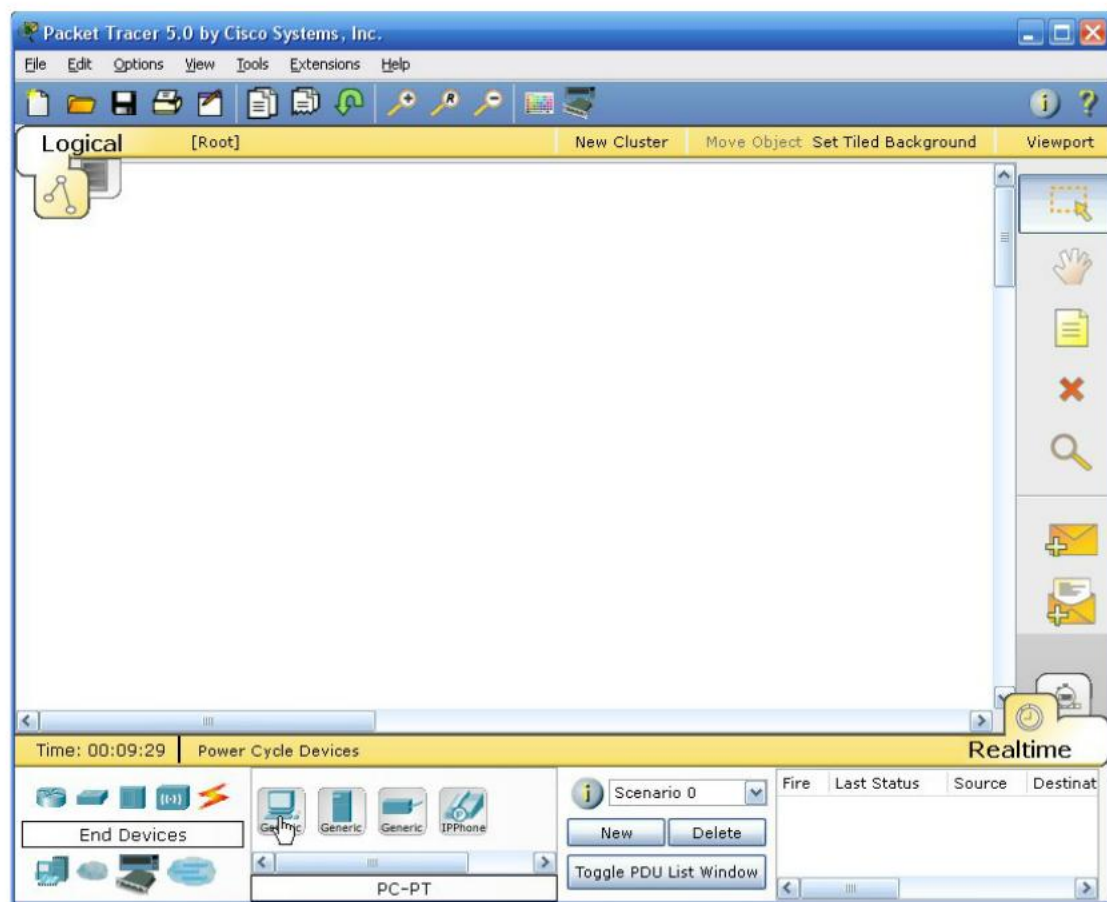 Packet Tracer 5.0 by Cisco Systems, Inc.
File Edit Options View Tools Extensions Help
R i ?
Logical [Root] New Cluster Move Object Set Tiled Background Viewport
Time: 00:09:29 Power Cycle Devices Realtime
End Devices
Generic Generic IPPhone
PC-PT
i Scenario 0
New Delete
Toggle PDU List Window
Fire Last Status Source Destinat